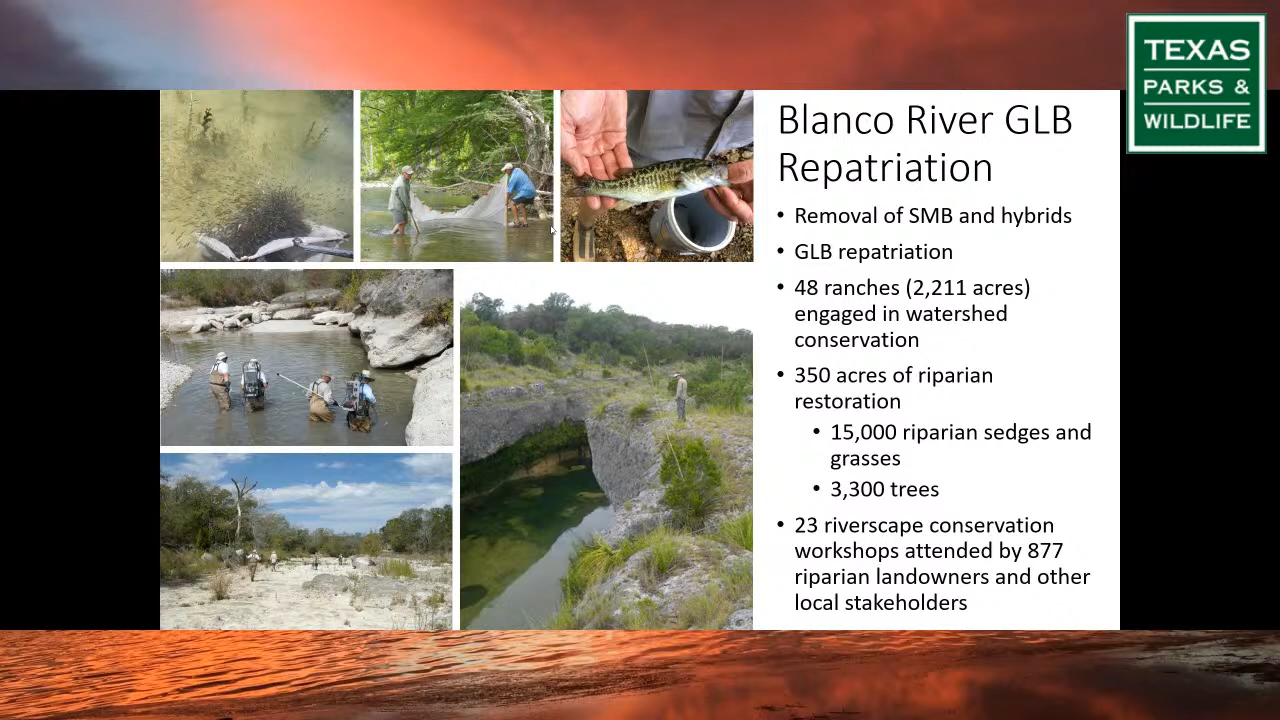 TEXAS
PARKS &
WILDLIFE
Blanco River GLB
Repatriation
• Removal of SMB and hybrids
• GLB repatriation
• 48 ranches (2,211 acres)
engaged in watershed
conservation
• 350 acres of riparian
restoration
• 15,000 riparian sedges and
grasses
• 3,300 trees
• 23 riverscape conservation
workshops attended by 877
riparian landowners and other
local stakeholders